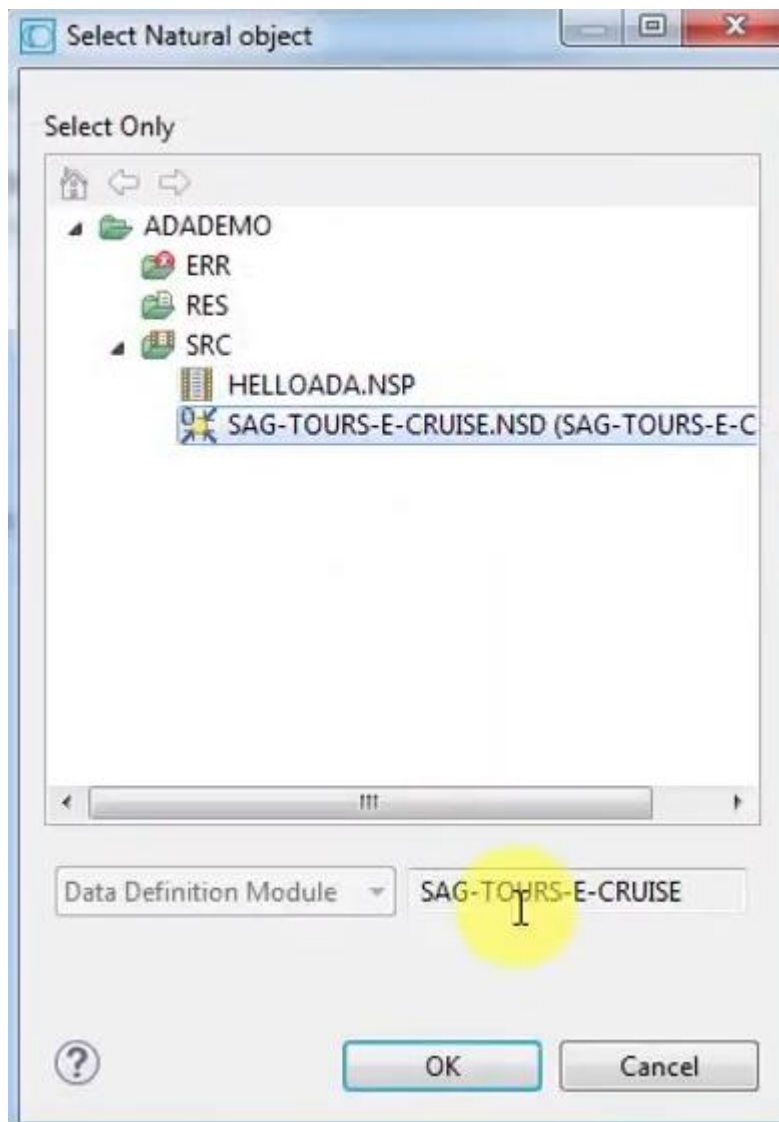 Select Natural object
Select Only
ADADEMO
ERR
RES
SRC
HELLOADA.NSP
SAG-TOURS-E-CRUISE.NSD (SAG-TOURS-E-C
Data Definition Module SAG-TOURS-E-CRUISE
?
OK Cancel